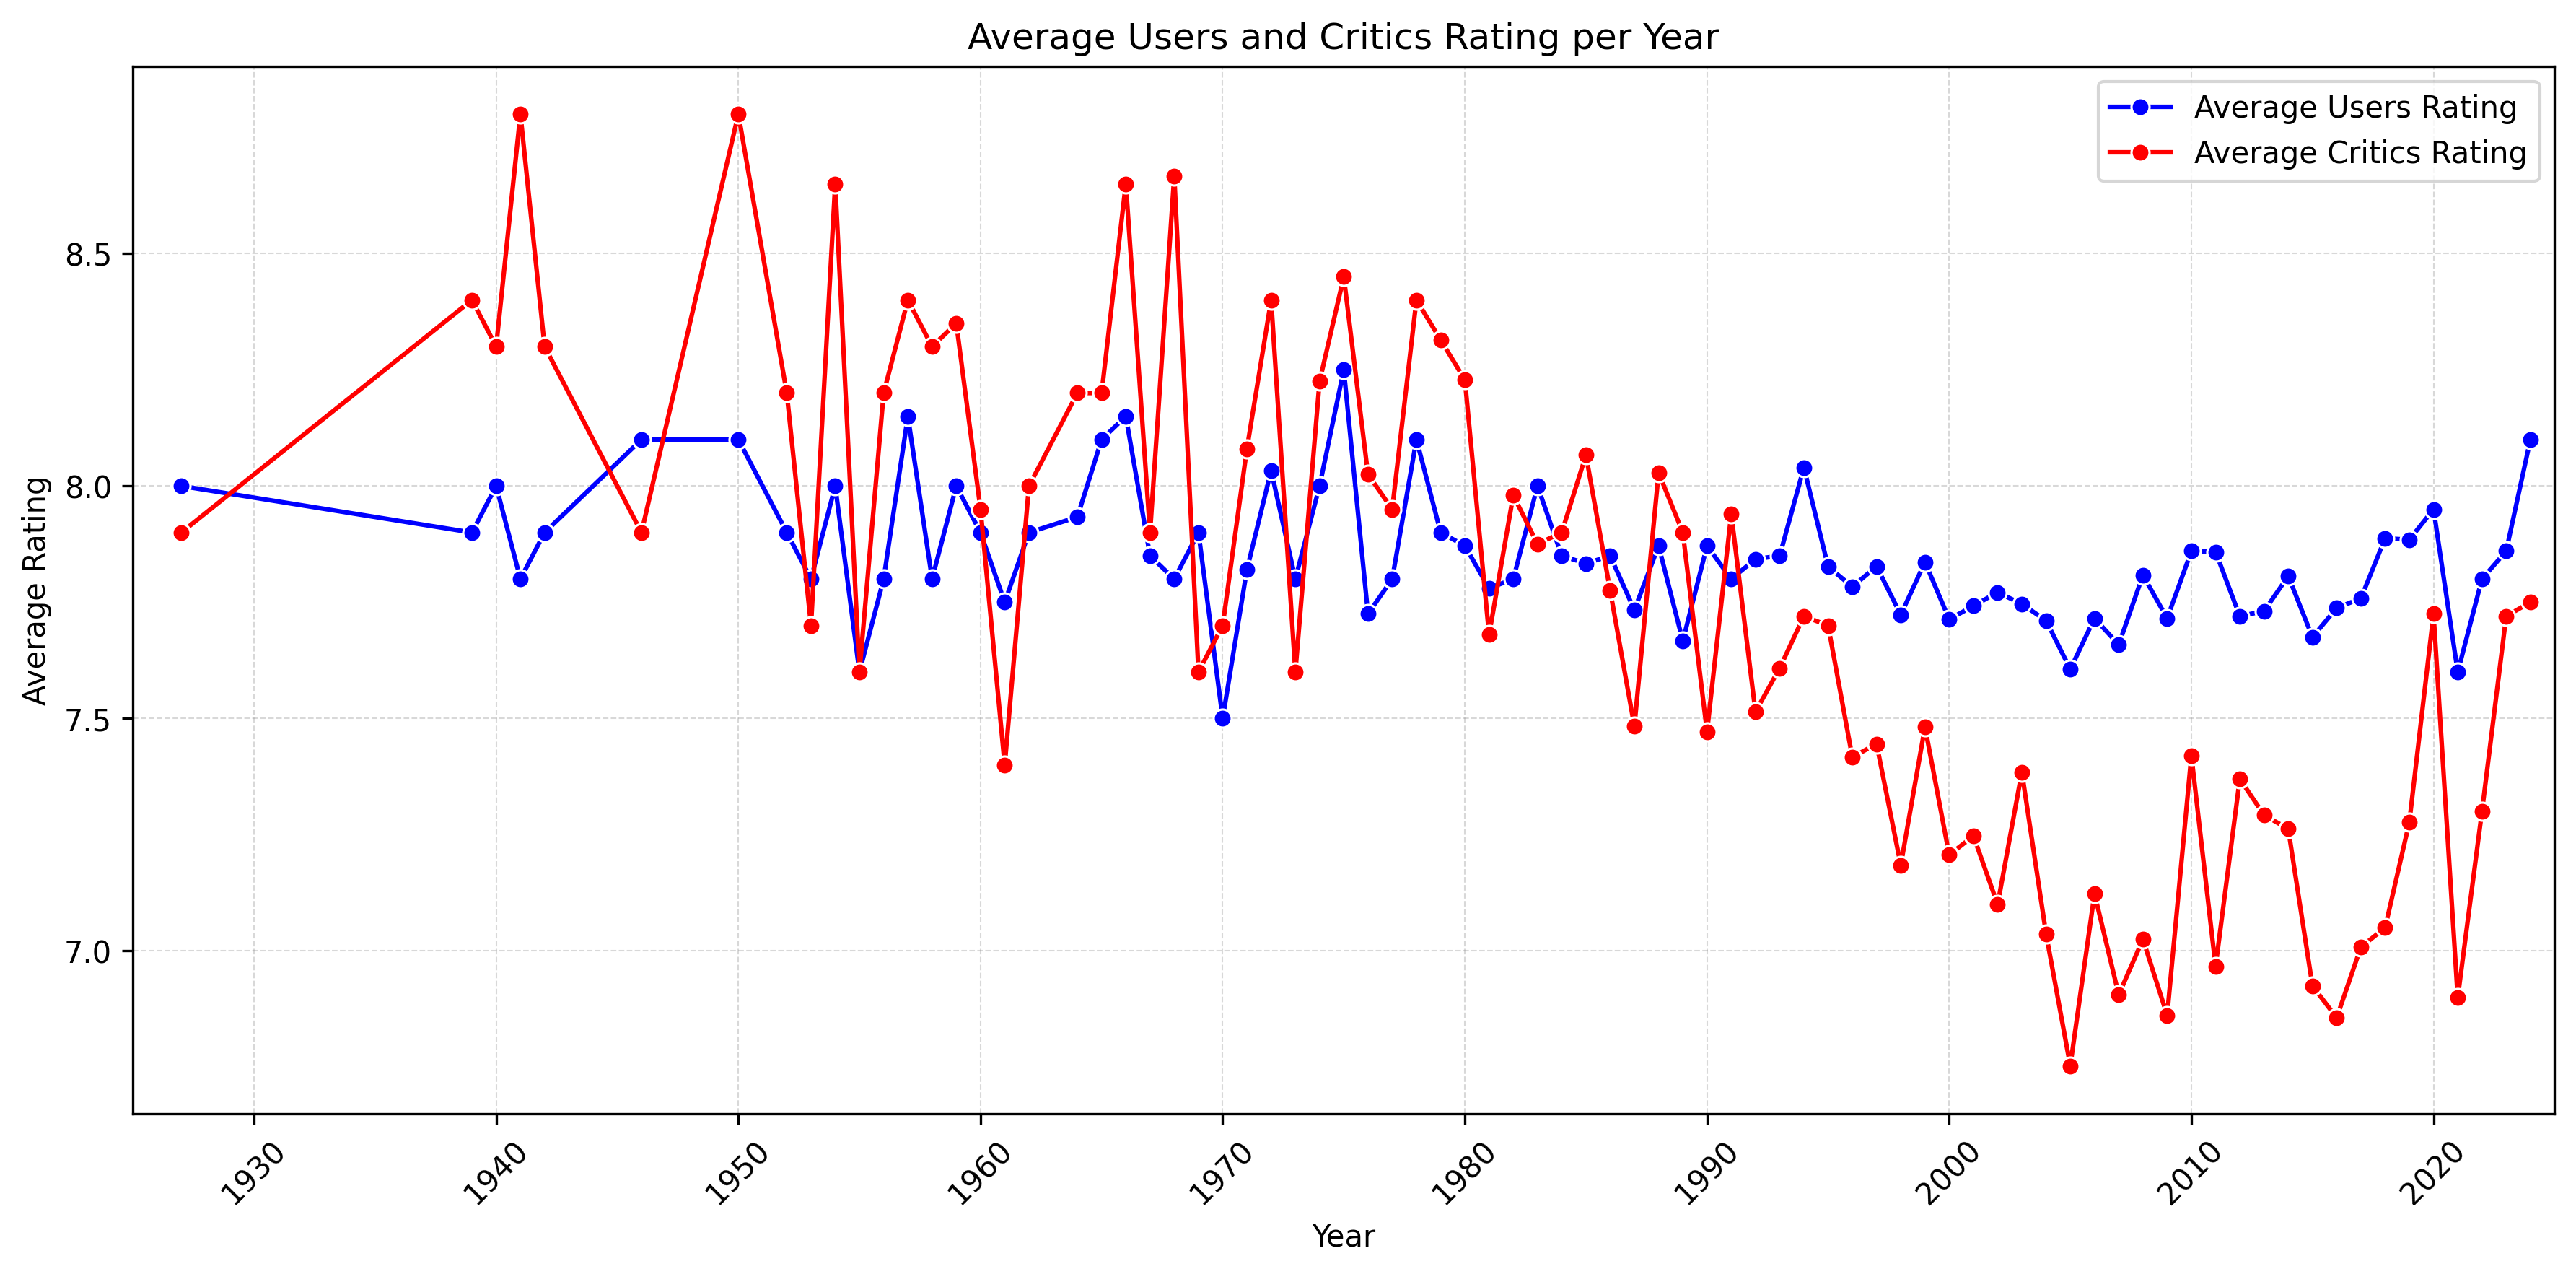 Average Users and Critics Rating per Year
Average Users Rating
Average Critics Rating
Average Rating
8.5
8.0
7.5
7.0
1930
1940
1950
1960
1970
1980
1990
2000
2010
2020
Year